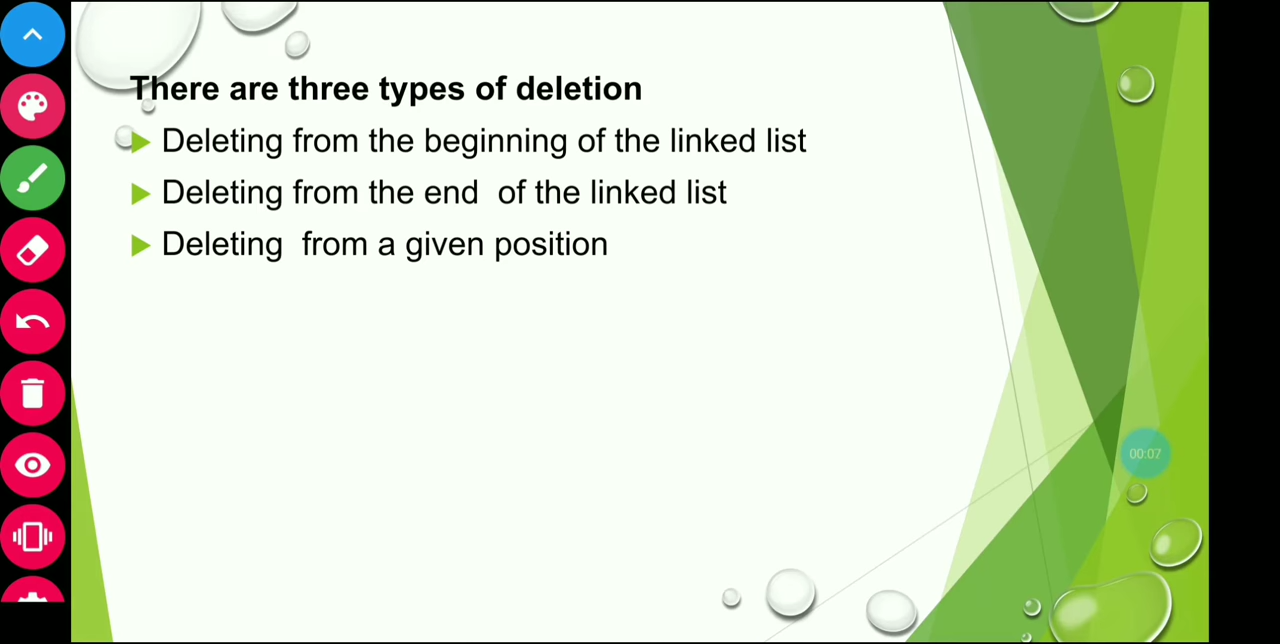 There are three types of deletion
Deleting from the beginning of the linked list
Deleting from the end of the linked list
Deleting from a given position
00:07